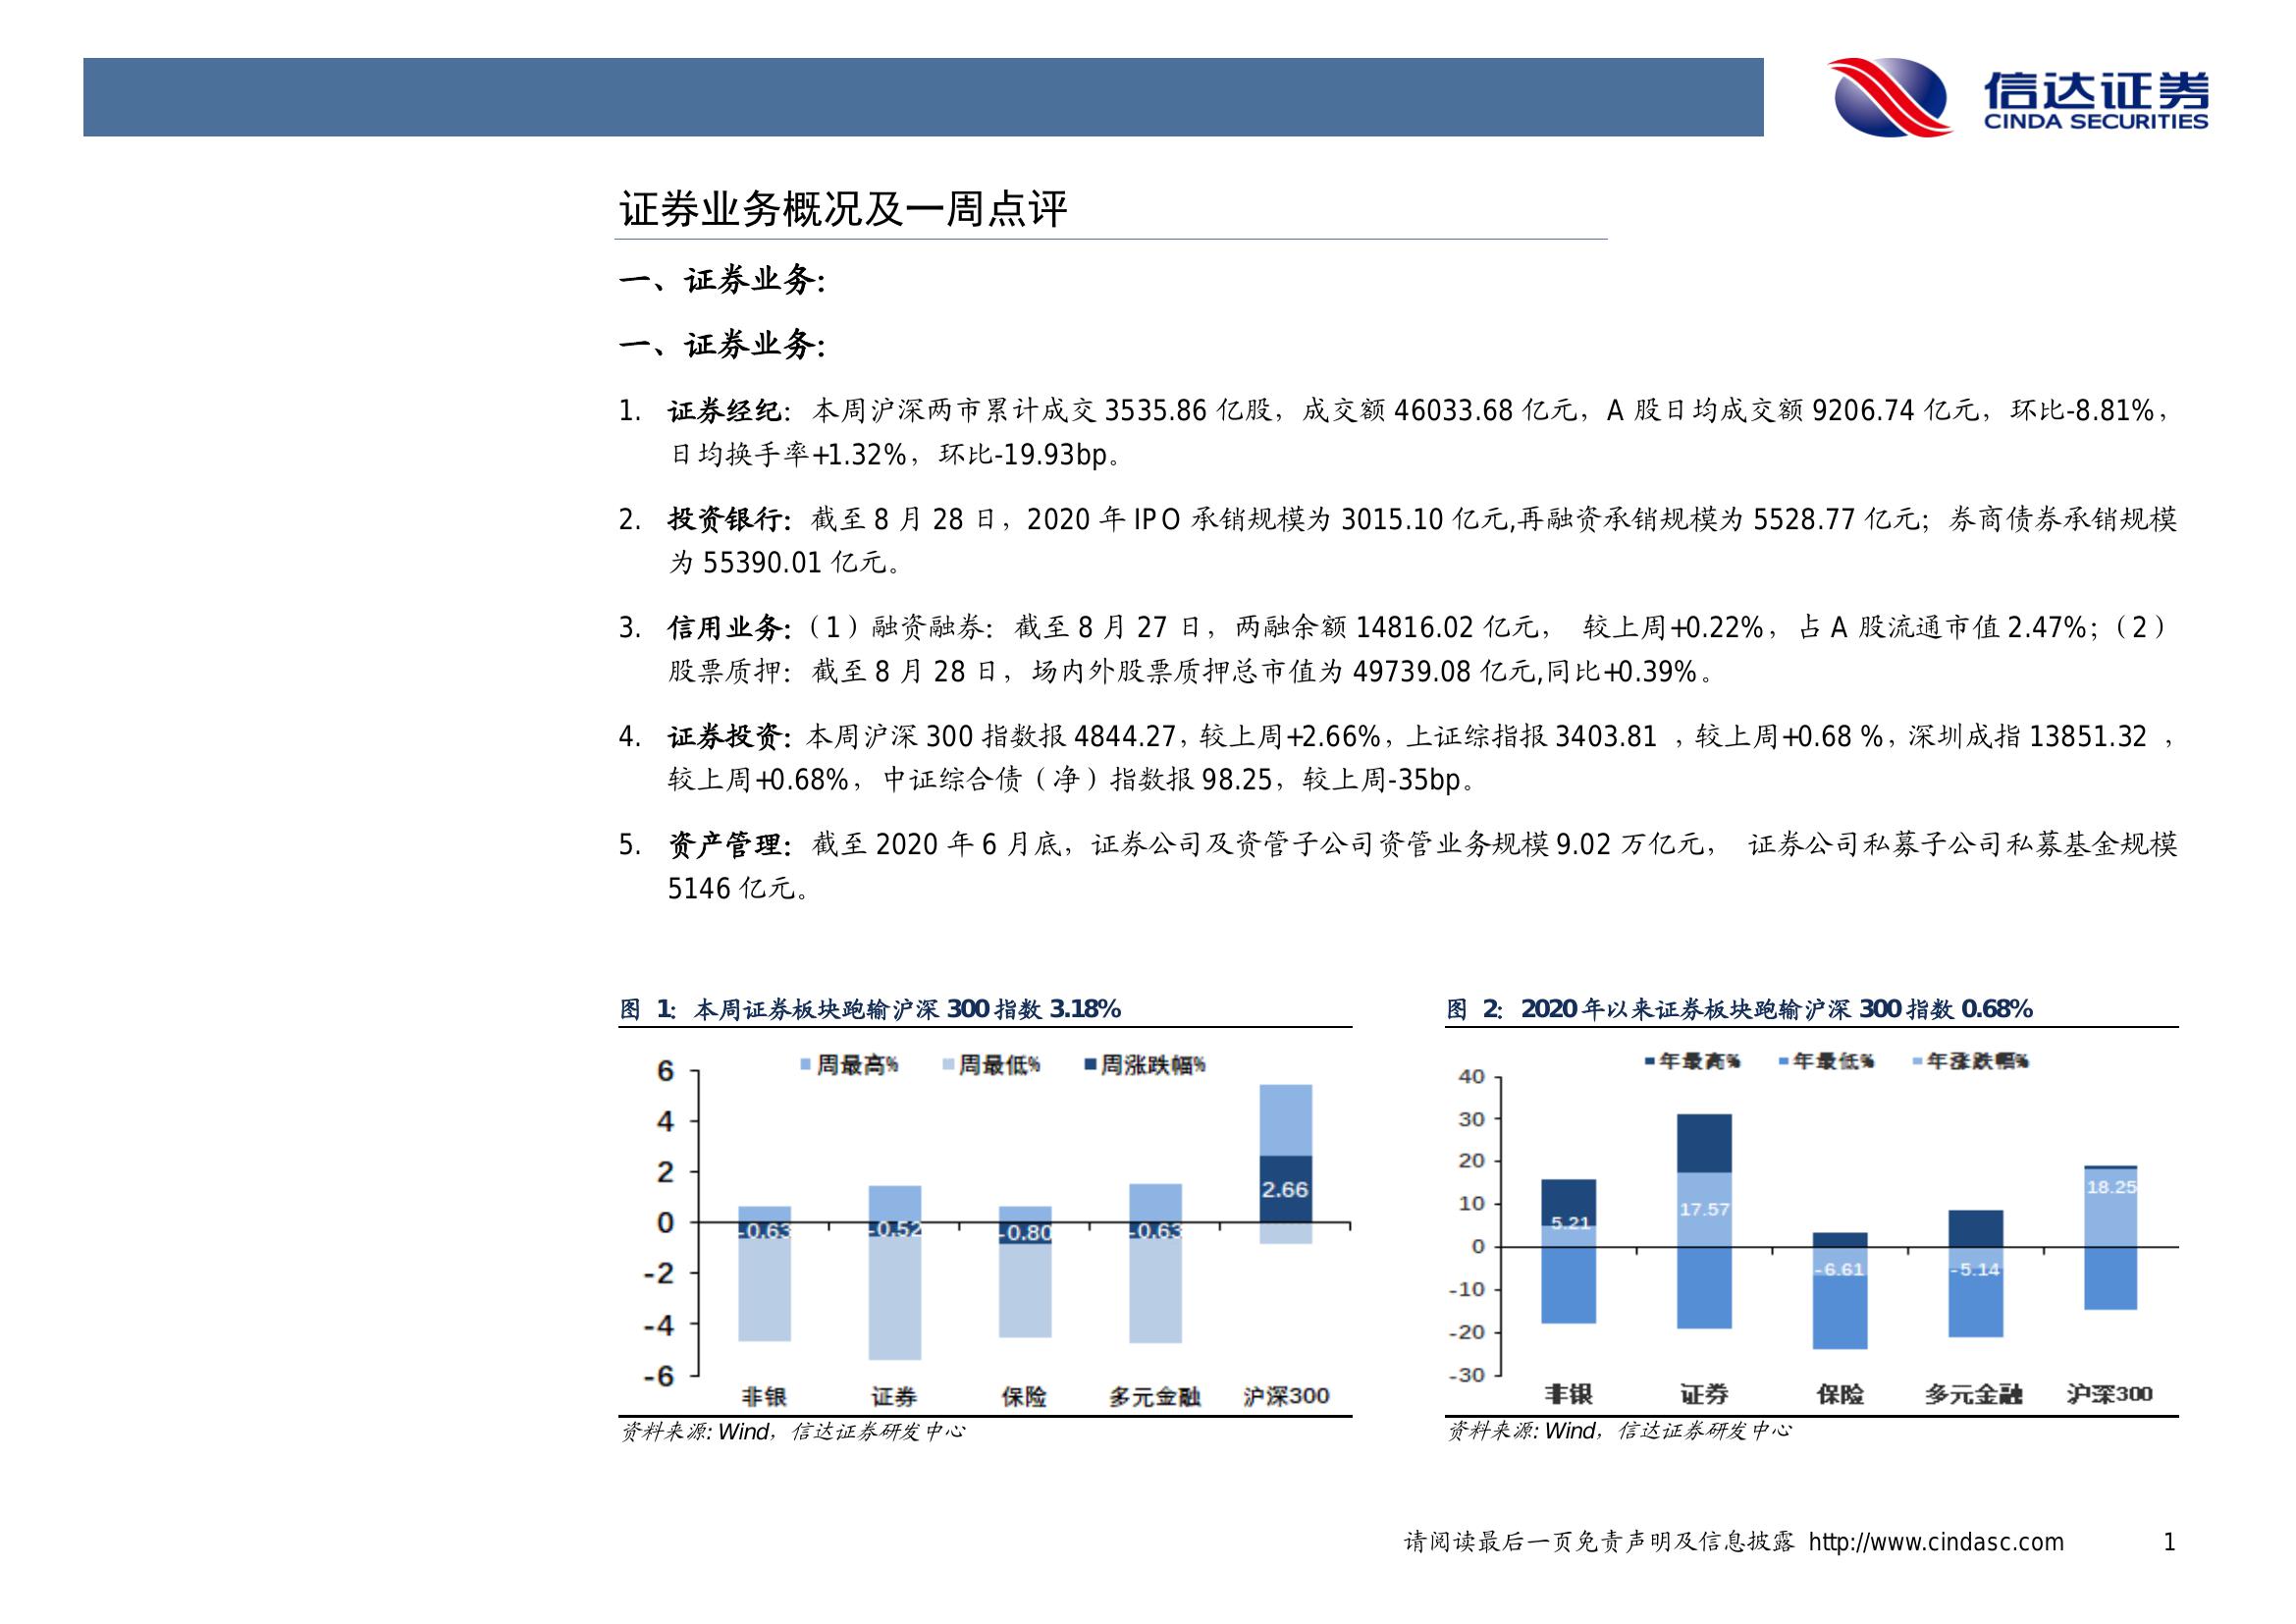 信达证券
CINDA SECURITIES
证券业务概况及一周点评
一、证券业务：
一、证券业务：
1. 证券经纪：本周沪深两市累计成交 3535.86 亿股，成交额 46033.68 亿元，A 股日均成交额 9206.74 亿元，环比-8.81%，
日均换手率+1.32%，环比-19.93bp。
2. 投资银行：截至 8 月 28 日，2020 年 IPO 承销规模为 3015.10 亿元,再融资承销规模为 5528.77 亿元；券商债券承销规模
为 55390.01 亿元。
3. 信用业务:（1）融资融券：截至 8 月 27 日，两融余额 14816.02 亿元， 较上周+0.22%，占 A 股流通市值 2.47%;（2）
股票质押：截至 8 月 28 日，场内外股票质押总市值为 49739.08 亿元,同比+0.39%。
4. 证券投资: 本周沪深 300 指数报 4844.27, 较上周+2.66%, 上证综指报 3403.81 ，较上周+0.68 %, 深圳成指 13851.32 ，
较上周+0.68%，中证综合债（净）指数报 98.25，较上周-35bp。
5. 资产管理：截至 2020 年 6 月底，证券公司及资管子公司资管业务规模 9.02 万亿元， 证券公司私募子公司私募基金规模
5146 亿元。
图 1：本周证券板块跑输沪深 300 指数 3.18%
周最高% 周最低% 周涨跌幅%
6
4
2
0
-2
-4
-6
-0.63 -0.52 -0.80 -0.63 2.66
非银 证券 保险 多元金融 沪深300
资料来源: Wind，信达证券研发中心
图 2：2020 年以来证券板块跑输沪深 300 指数 0.68%
年最高% 年最低% 年涨跌幅%
40
30
20
10
0
-10
-20
-30
5.21 17.57 -6.61 -5.14 18.25
非银 证券 保险 多元金融 沪深300
资料来源: Wind，信达证券研发中心
请阅读最后一页免责声明及信息披露 http://www.cindasc.com 1